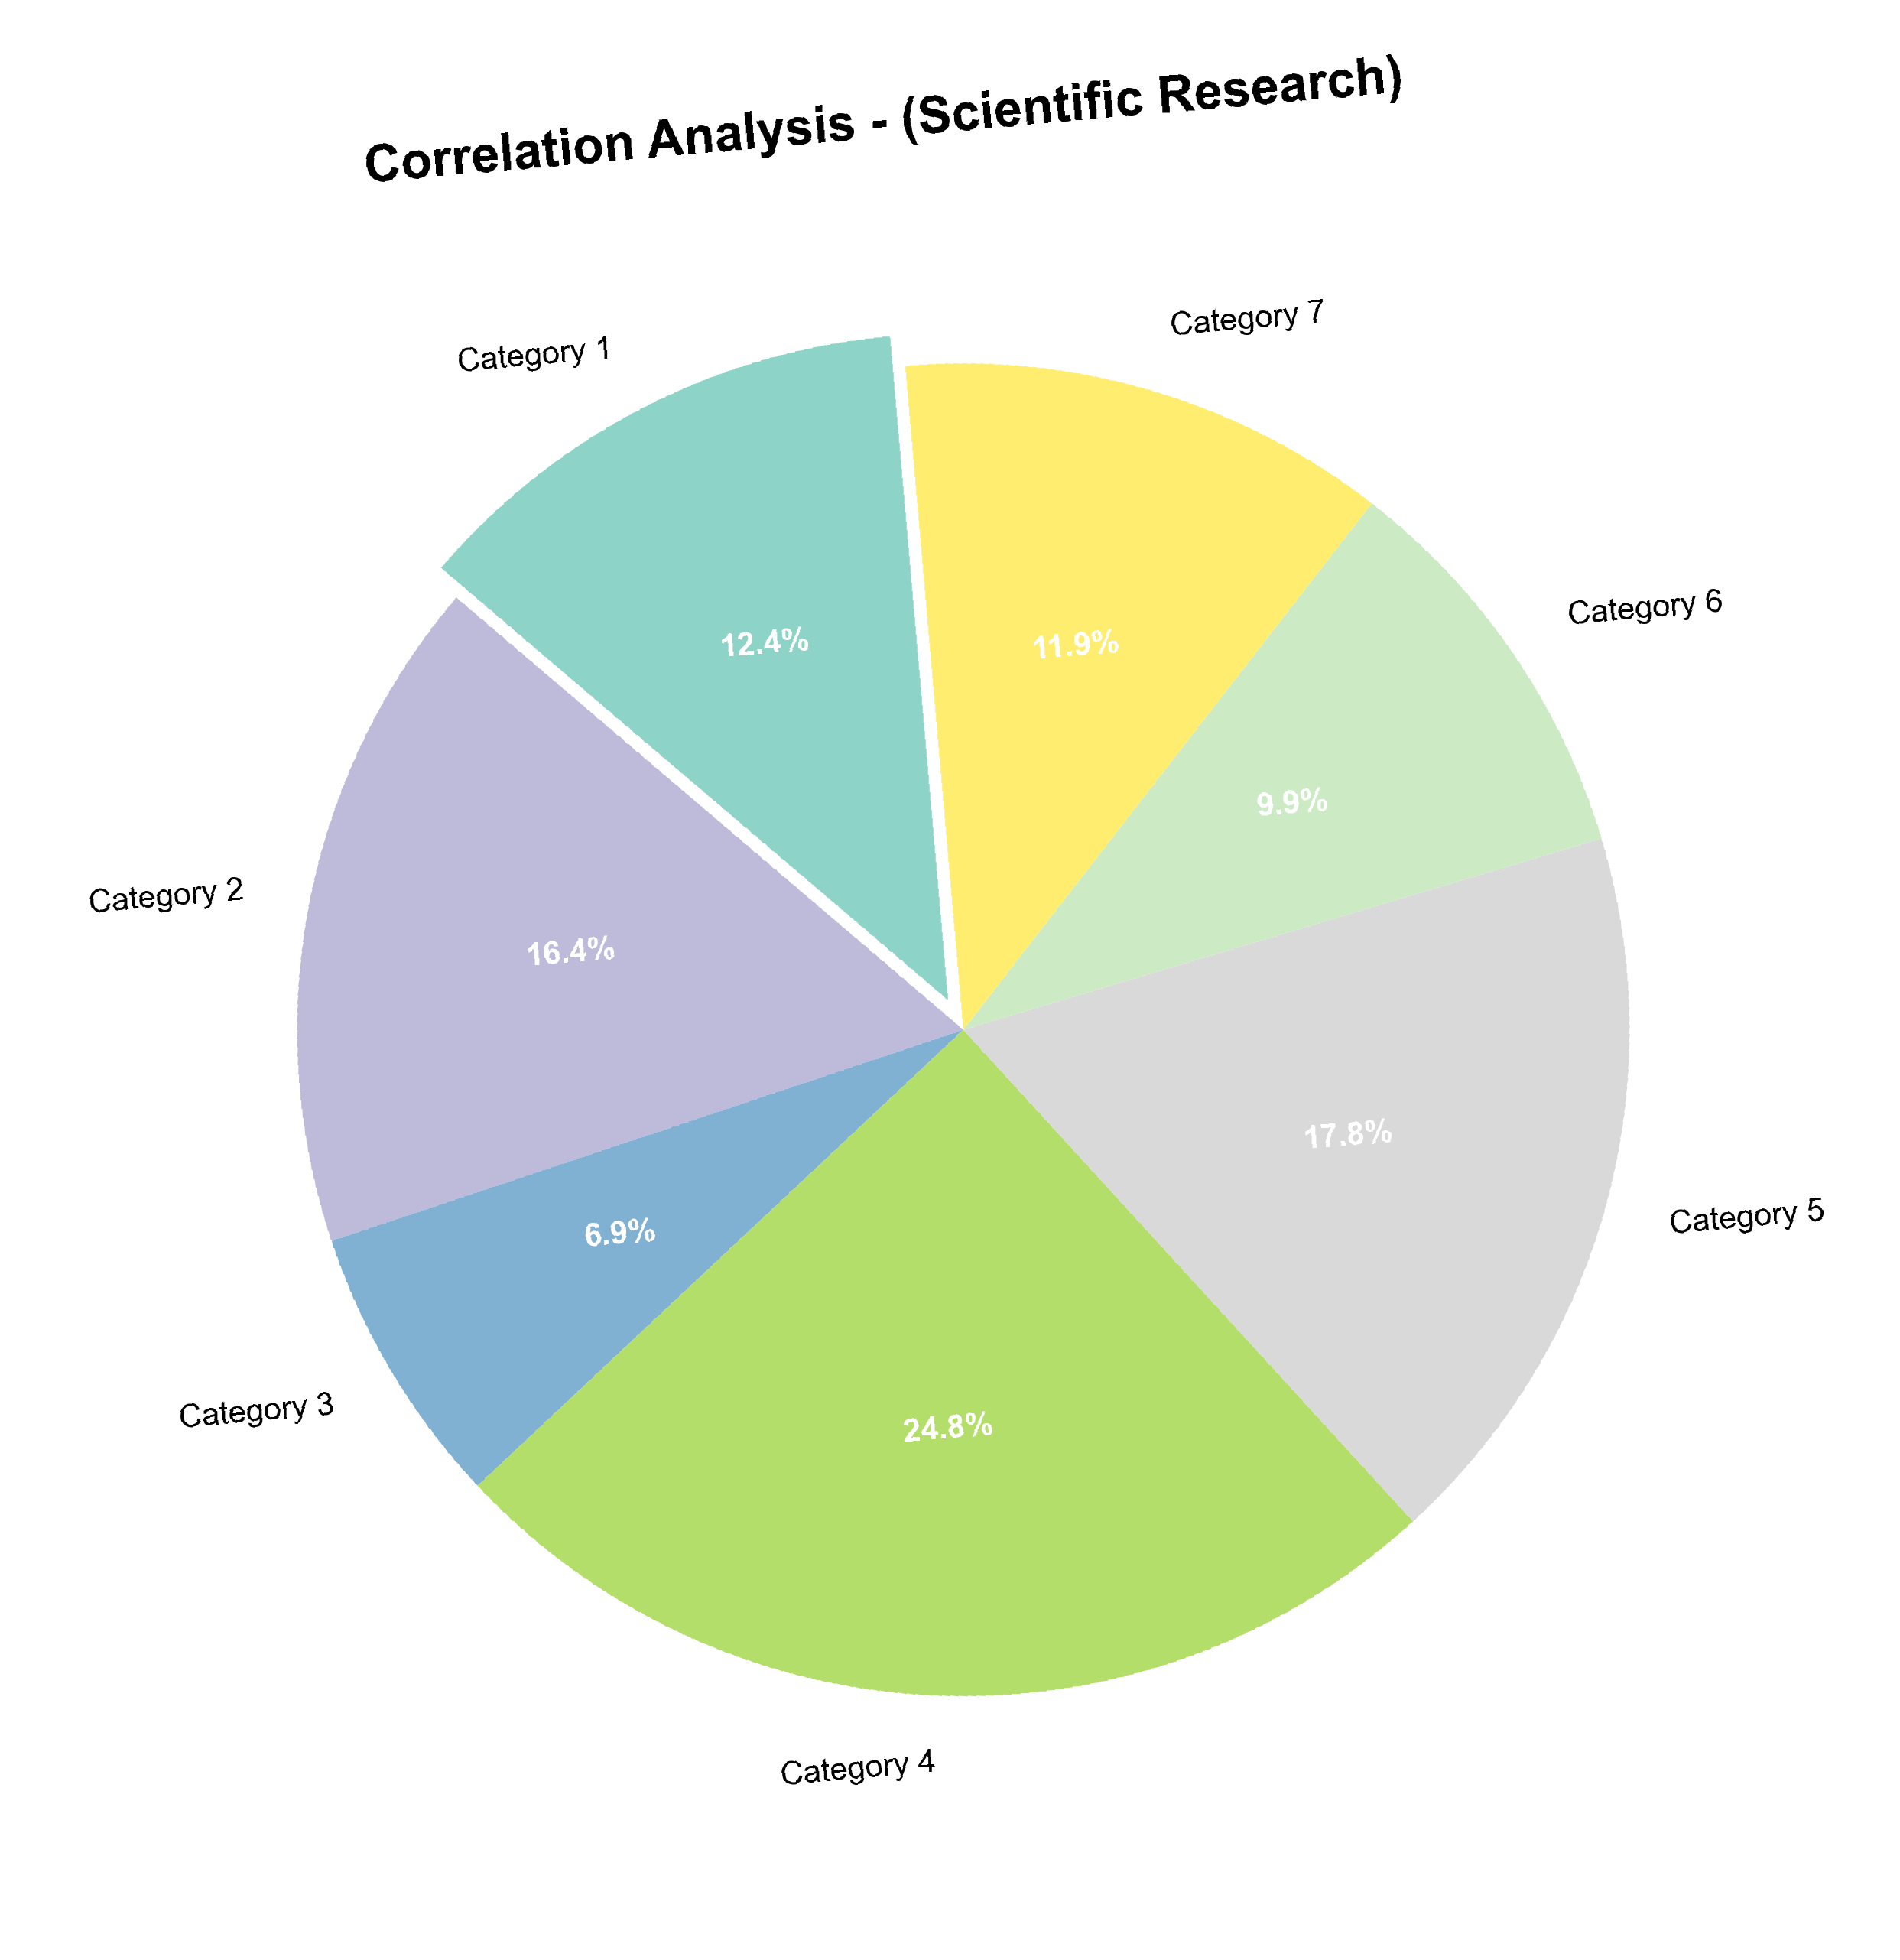 Correlation Analysis - (Scientific Research)
Category 1
Category 7
Category 6
12.4%
11.9%
9.9%
Category 2
16.4%
17.8%
Category 5
6.9%
Category 3
24.8%
Category 4